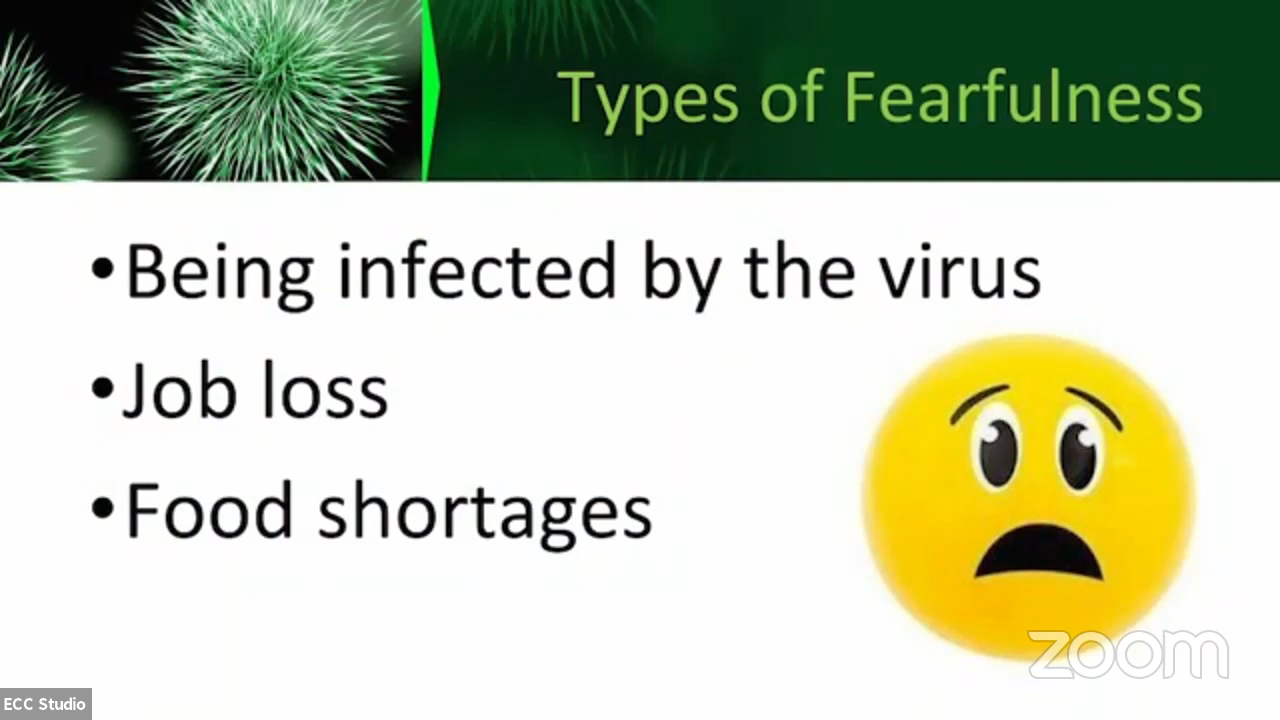 Types of Fearfulness
•Being infected by the virus
•Job loss
•Food shortages
zoom
ECC Studio